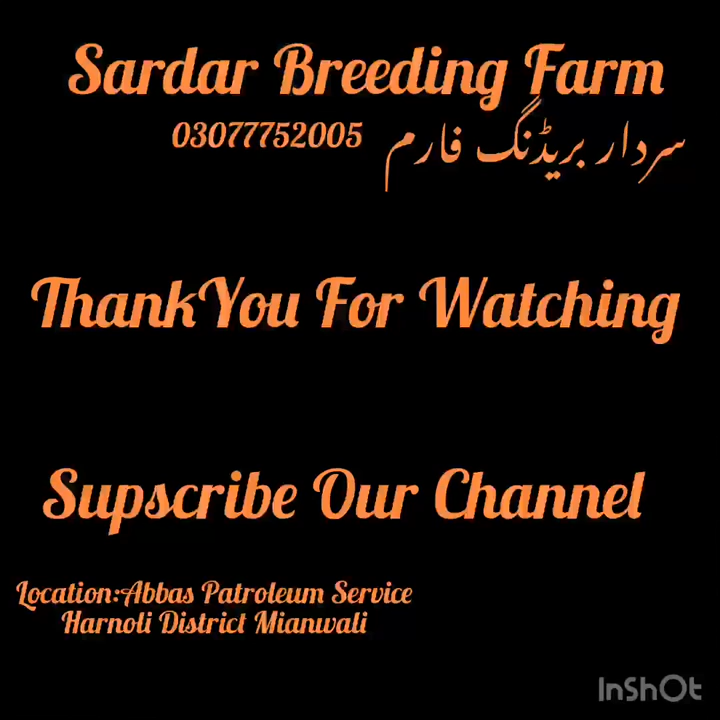 Sardar Breeding Farm
03077752005 سردار بریڈنگ فارم
ThankYou For Watching
Supscribe Our Channel
Location:Abbas Patroleum Service
Harnoli District Mianwali
InShOt